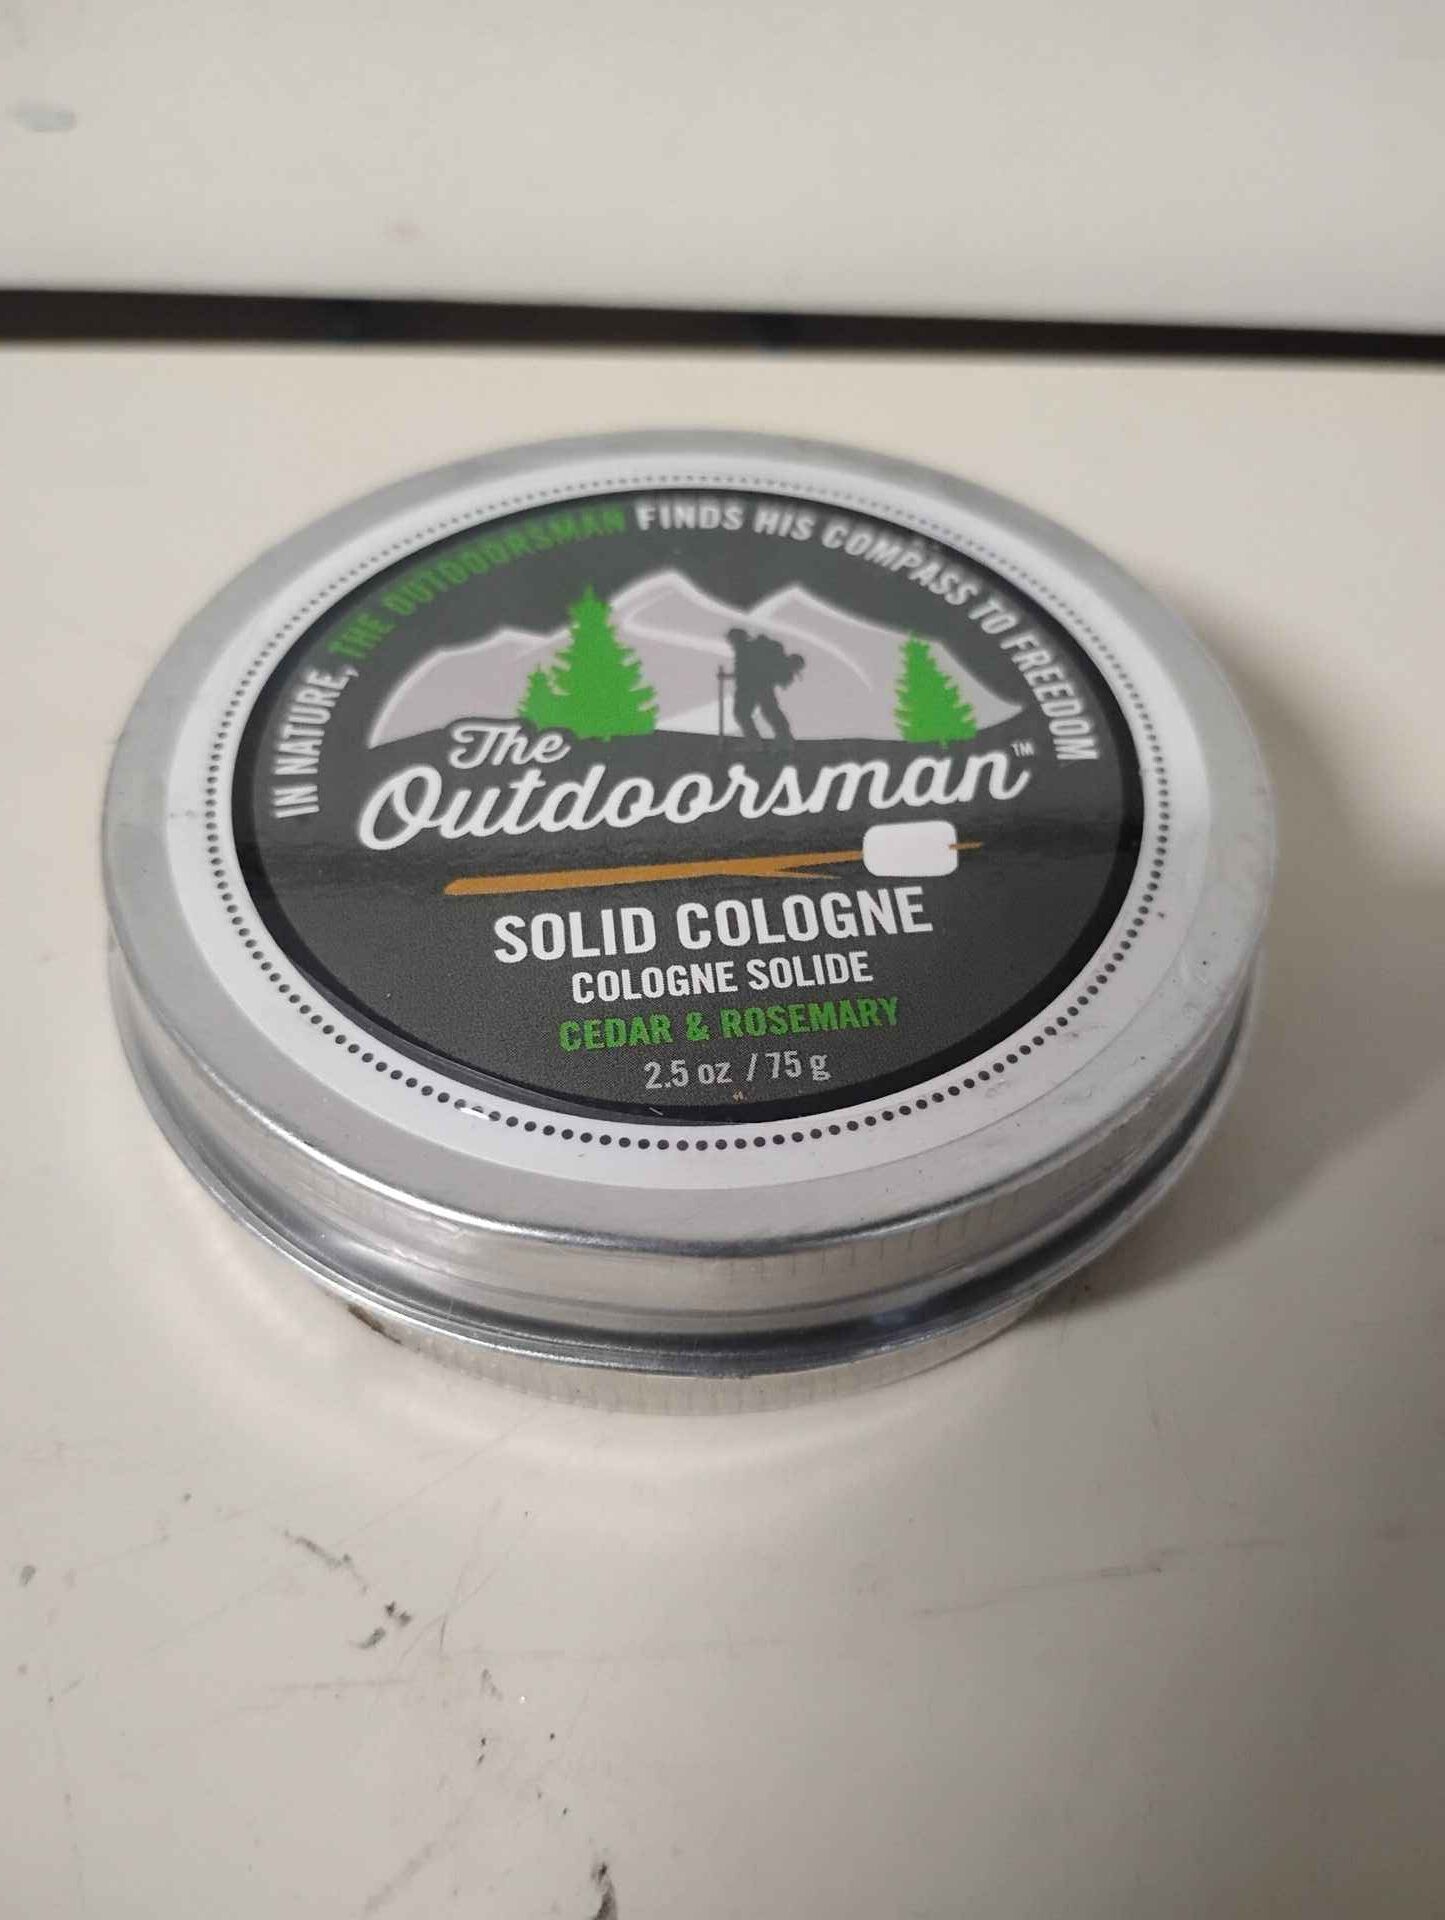 IN NATURE, THE OUTDOORSMAN FINDS HIS COMPASS TO FREEDOM
The
Outdoorsman™
SOLID COLOGNE
COLOGNE SOLIDE
CEDAR & ROSEMARY
2.5 oz / 75 g